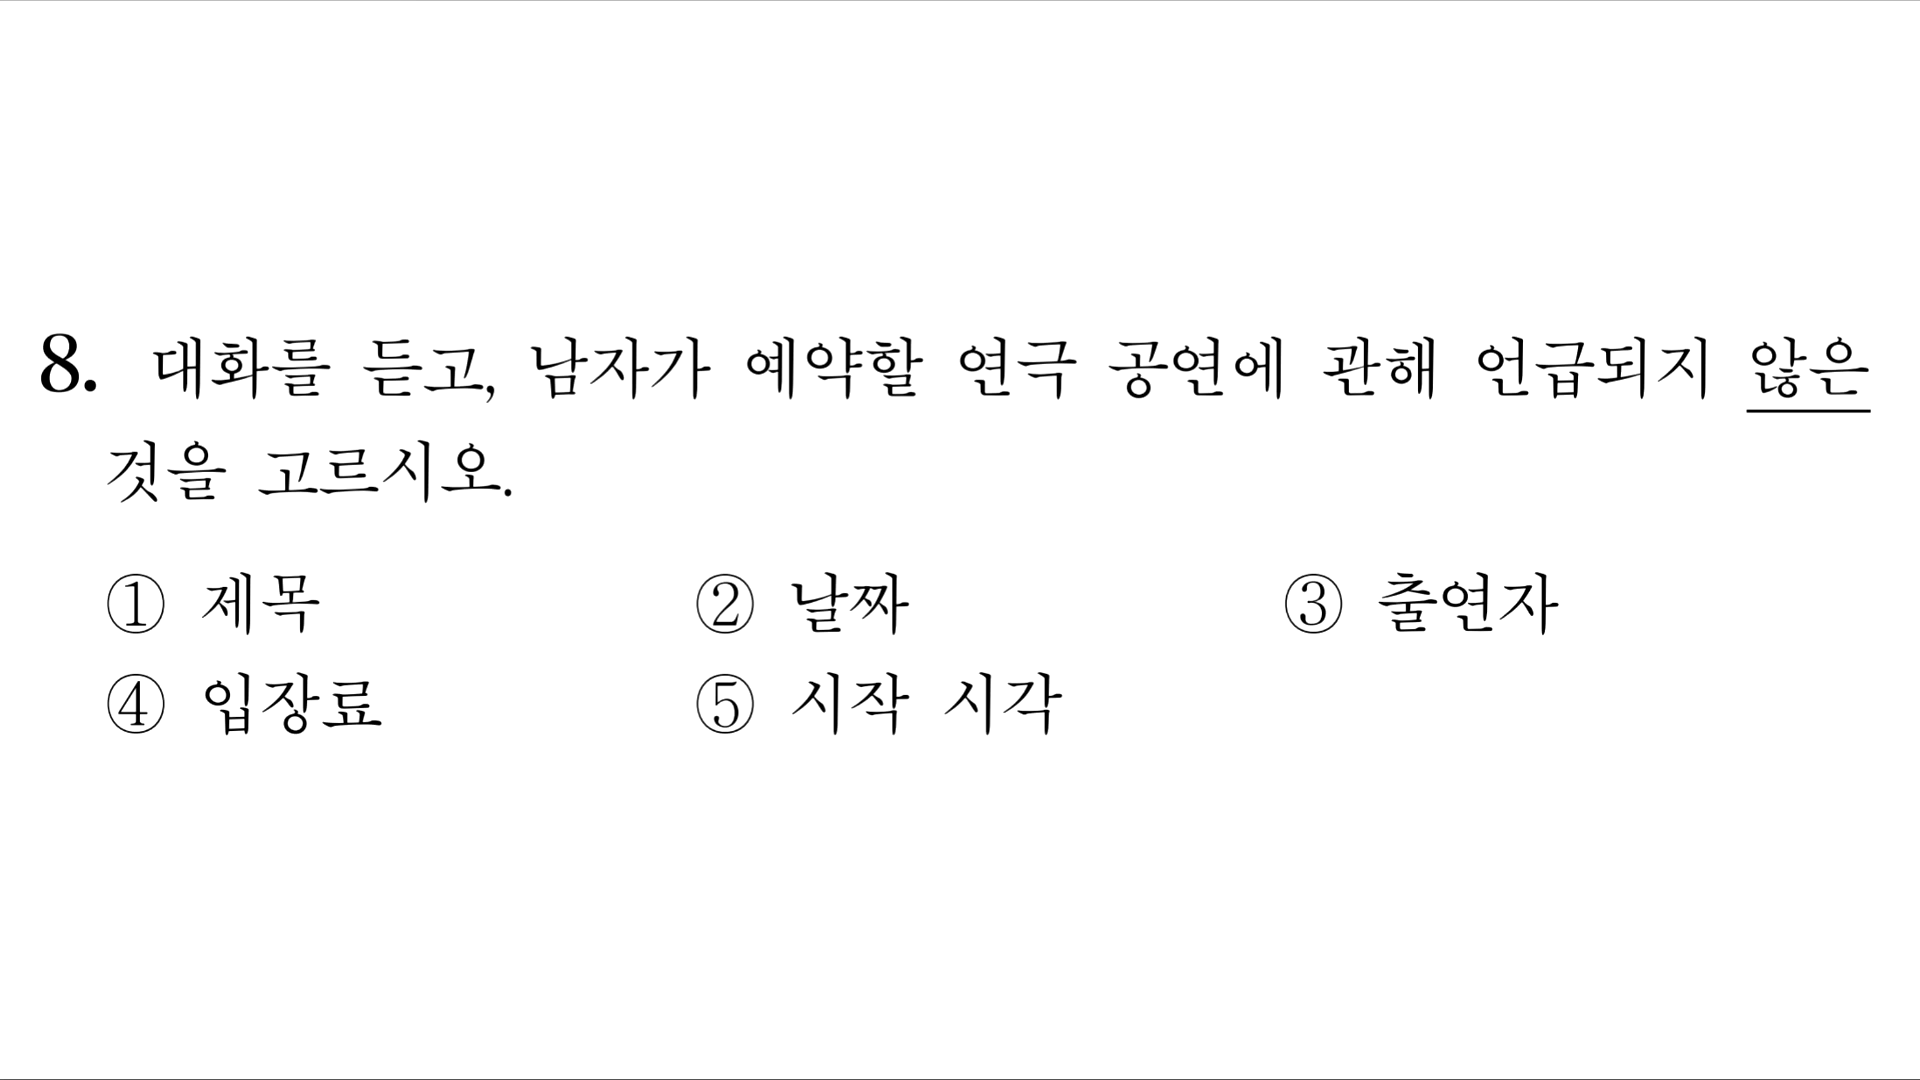 8. 대화를 듣고, 남자가 예약할 연극 공연에 관해 언급되지 않은
것을 고르시오.
① 제목 ② 날짜 ③ 출연자
④ 입장료 ⑤ 시작 시각